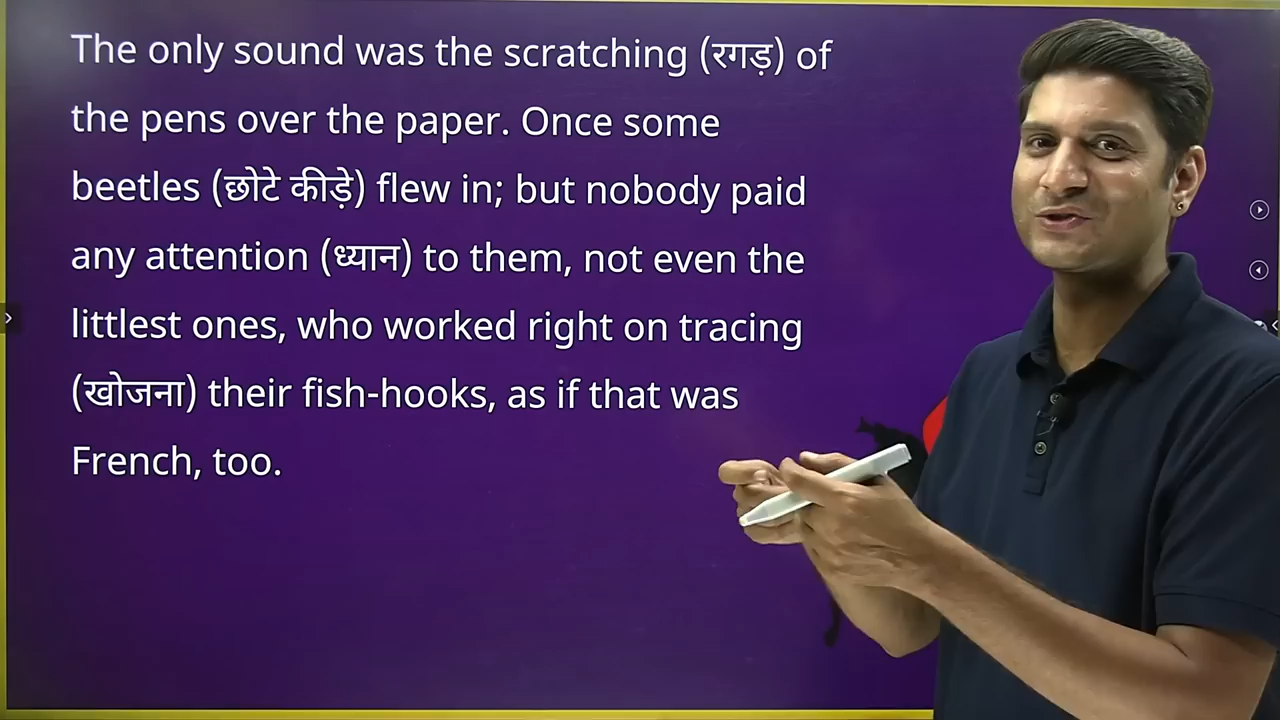 The only sound was the scratching (रगड़) of
the pens over the paper. Once some
beetles (छोटे कीड़े) flew in; but nobody paid
any attention (ध्यान) to them, not even the
littlest ones, who worked right on tracing
(खोजना) their fish-hooks, as if that was
French, too.